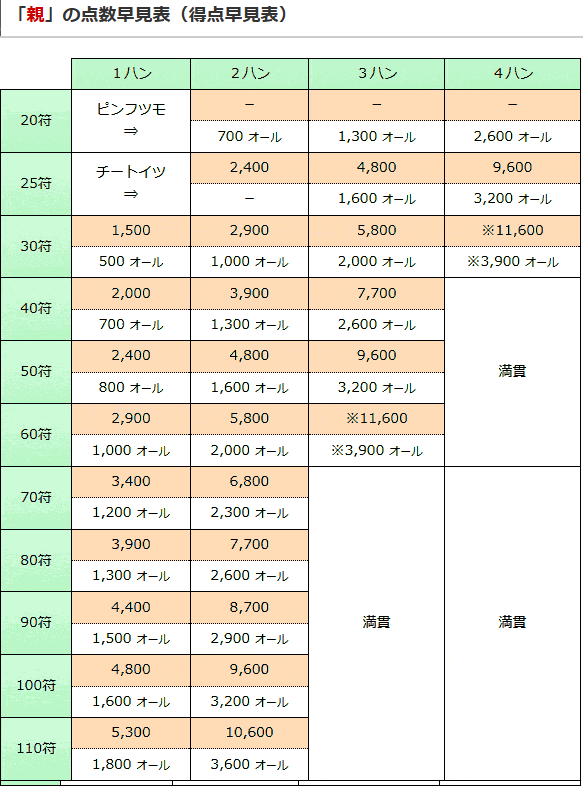 「親」の点数早見表（得点早見表）
１ハン ２ハン ３ハン ４ハン
20符 ピンフツモ ⇒ － － －
700 オール 1,300 オール 2,600 オール
25符 チートイツ ⇒ 2,400 4,800 9,600
－ 1,600 オール 3,200 オール
30符 1,500 2,900 5,800 ※11,600
500 オール 1,000 オール 2,000 オール ※3,900 オール
40符 2,000 3,900 7,700 満貫
700 オール 1,300 オール 2,600 オール
50符 2,400 4,800 9,600
800 オール 1,600 オール 3,200 オール
60符 2,900 5,800 ※11,600
1,000 オール 2,000 オール ※3,900 オール
70符 3,400 6,800 満貫 満貫
1,200 オール 2,300 オール
80符 3,900 7,700
1,300 オール 2,600 オール
90符 4,400 8,700
1,500 オール 2,900 オール
100符 4,800 9,600
1,600 オール 3,200 オール
110符 5,300 10,600
1,800 オール 3,600 オール